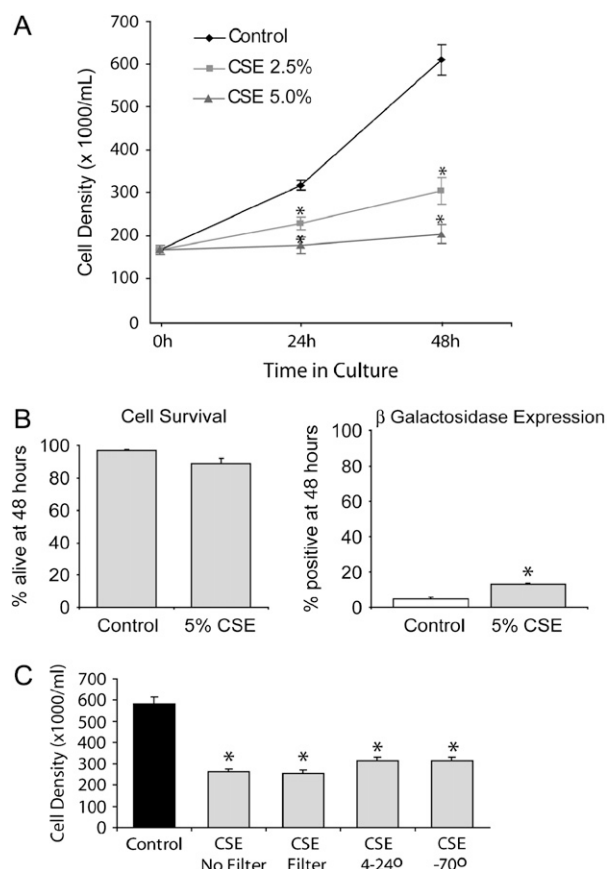 A
700
600
500
400
300
200
100
0
Cell Density (x 1000/mL)
Control
CSE 2.5%
CSE 5.0%
*
*
*
*
0h
24h
48h
Time in Culture
B
Cell Survival
% alive at 48 hours
100
80
60
40
20
0
Control
5% CSE
β Galactosidase Expression
% positive at 48 hours
100
80
60
40
20
0
*
Control
5% CSE
C
Cell Density (x1000/ml)
700
600
500
400
300
200
100
0
*
*
*
*
Control
CSE
No Filter
CSE
Filter
CSE
4-24º
CSE
-70º